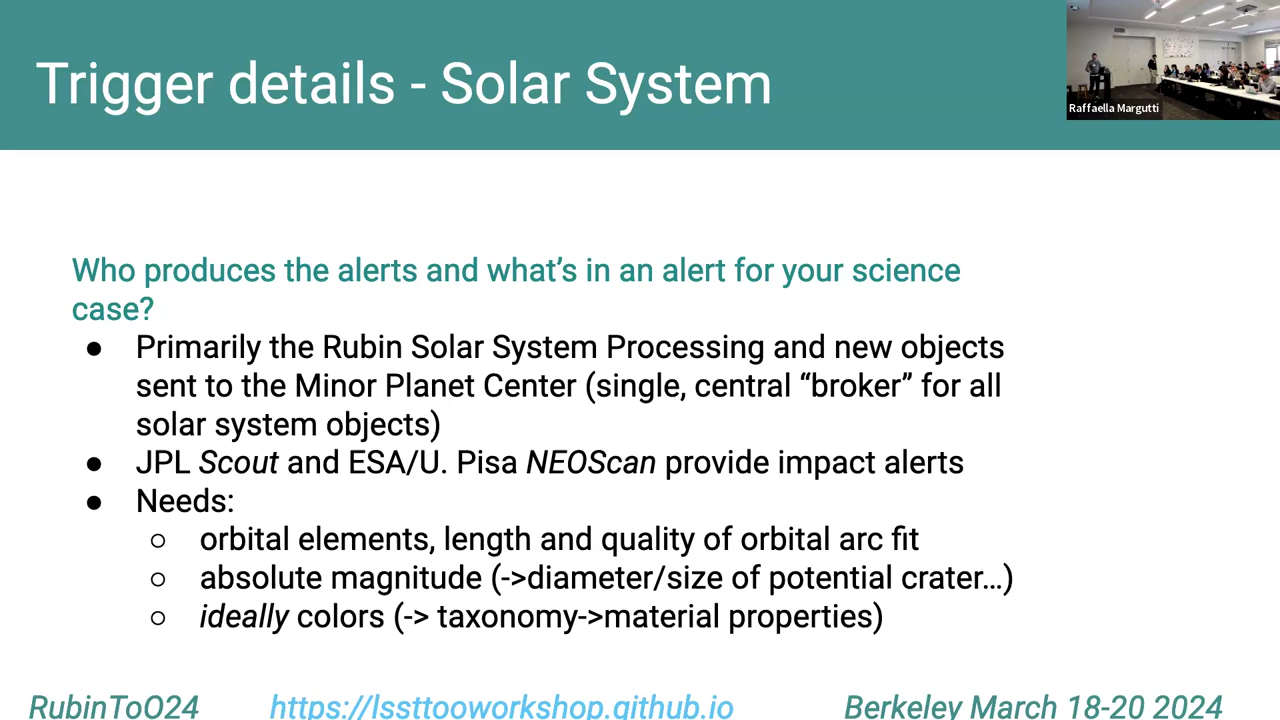 Trigger details - Solar System
Raffaella Margutti
Who produces the alerts and what’s in an alert for your science
case?
● Primarily the Rubin Solar System Processing and new objects
sent to the Minor Planet Center (single, central “broker” for all
solar system objects)
● JPL Scout and ESA/U. Pisa NEOScan provide impact alerts
● Needs:
○ orbital elements, length and quality of orbital arc fit
○ absolute magnitude (->diameter/size of potential crater…)
○ ideally colors (-> taxonomy->material properties)
RubinToO24 https://lssttooworkshop.github.io Berkeley March 18-20 2024